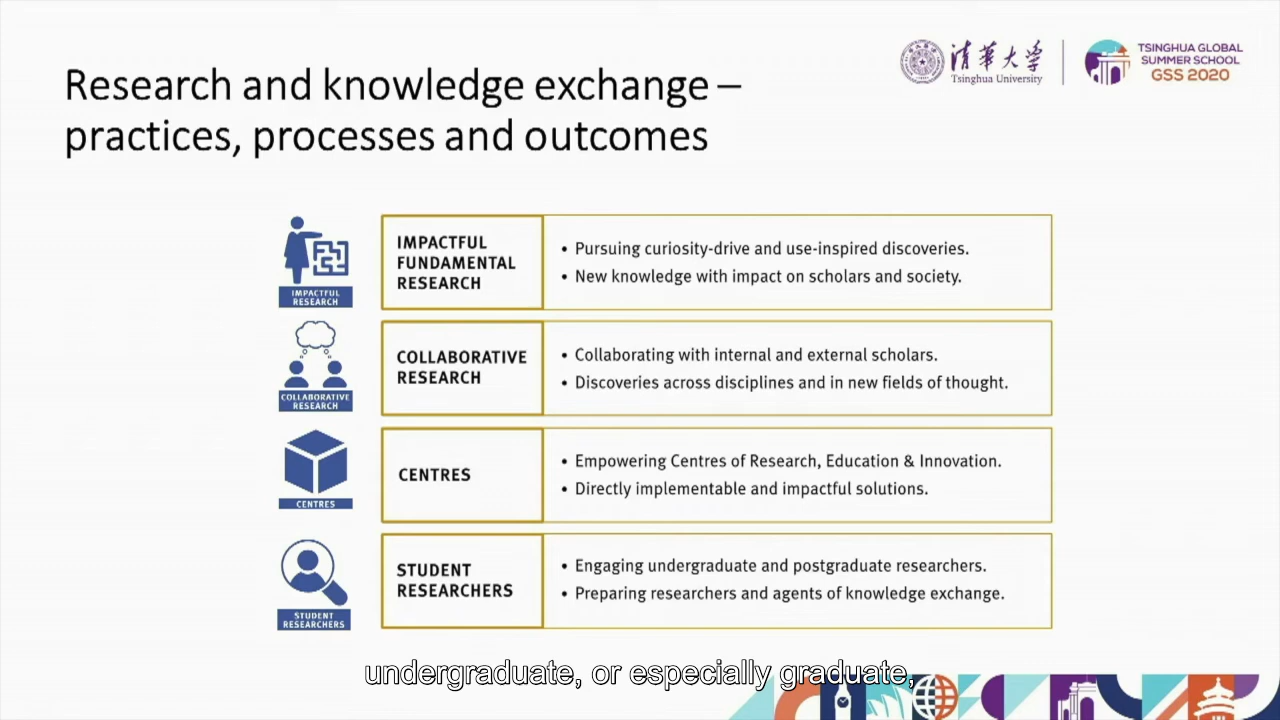 Research and knowledge exchange –
practices, processes and outcomes
清華大学
Tsinghua University
TSINGHUA GLOBAL
SUMMER SCHOOL
GSS 2020
IMPACTFUL
RESEARCH
IMPACTFUL
FUNDAMENTAL
RESEARCH
• Pursuing curiosity-drive and use-inspired discoveries.
• New knowledge with impact on scholars and society.
COLLABORATIVE
RESEARCH
COLLABORATIVE
RESEARCH
• Collaborating with internal and external scholars.
• Discoveries across disciplines and in new fields of thought.
CENTRES
CENTRES
• Empowering Centres of Research, Education & Innovation.
• Directly implementable and impactful solutions.
STUDENT
RESEARCHERS
STUDENT
RESEARCHERS
• Engaging undergraduate and postgraduate researchers.
• Preparing researchers and agents of knowledge exchange.
undergraduate, or especially graduate,